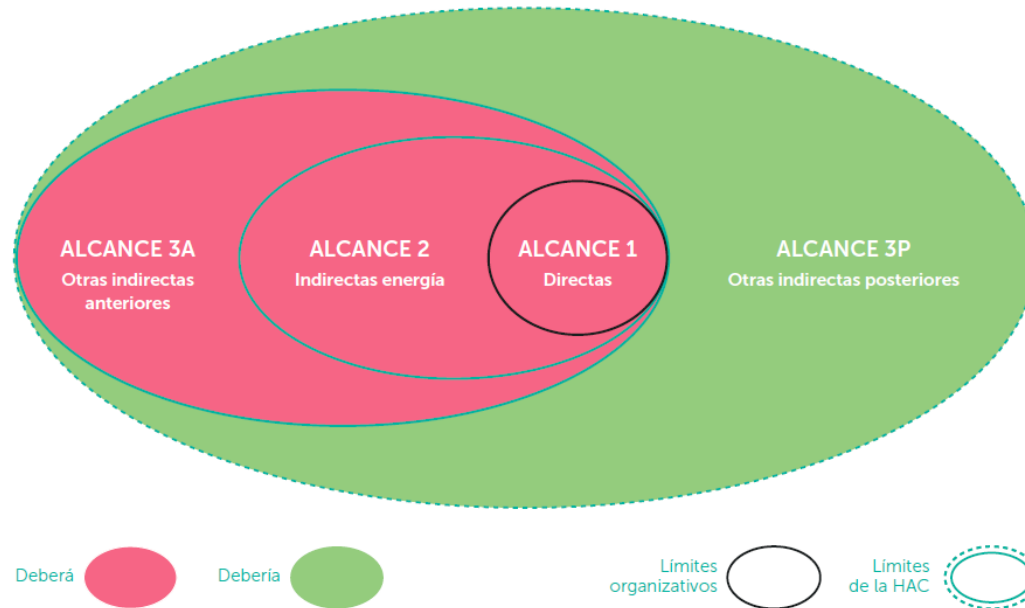 ALCANCE 3A
Otras indirectas
anteriores
ALCANCE 2
Indirectas energía
ALCANCE 1
Directas
ALCANCE 3P
Otras indirectas posteriores
Deberá
Debería
Límites
organizativos
Límites
de la HAC